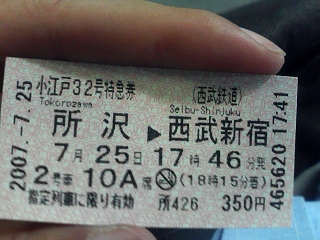 小江戸32号特急券 (西武鉄道)
Tokorozawa Seibu-Shinjuku
所沢▶西武新宿
7月25日17時46分発
2号車10A席 (18時15分着)
指定列車に限り有効 所426 350円
2007.-7.25
465620 17:41